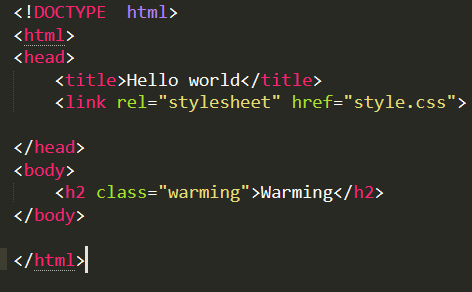 <!DOCTYPE  html>
<html>
<head>
    <title>Hello world</title>
    <link rel="stylesheet" href="style.css">
</head>
<body>
    <h2 class="warming">Warming</h2>
</body>
</html>